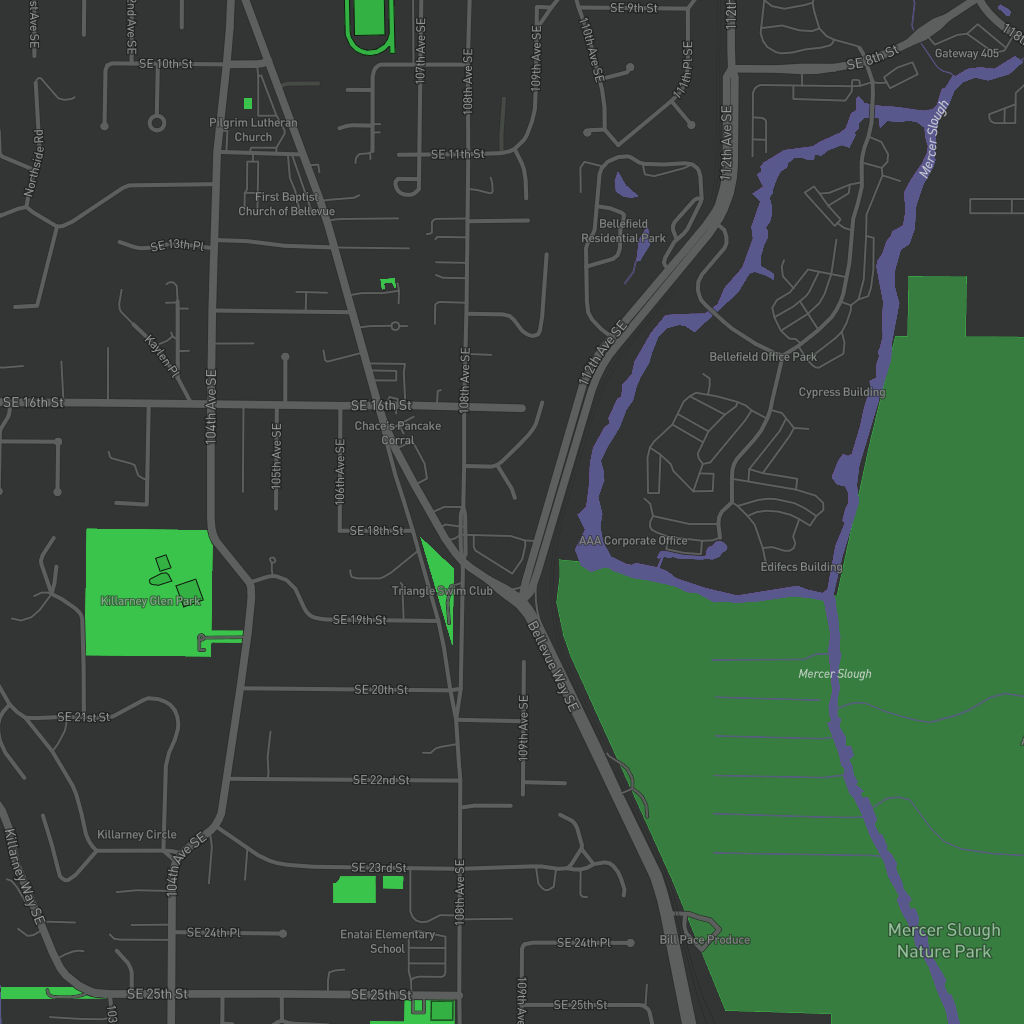 SE 9th St
112th
118th
Gateway 405
SE 8th St
SE 10th St
107th Ave SE
108th Ave SE
109th Ave SE
110th Ave SE
111th Pl SE
Pilgrim Lutheran
Church
Northside Rd
SE 11th St
112th Ave SE
Mercer Slough
First Baptist
Church of Bellevue
SE 13th Pl
Bellefield
Residential Park
Kaylen Pl
112th Ave SE
Bellefield Office Park
Cypress Building
SE 16th St
104th Ave SE
SE 16th St
108th Ave SE
Chace's Pancake
Corral
105th Ave SE
106th Ave SE
SE 18th St
AAA Corporate Office
Edifecs Building
Triangle Swim Club
Killarney Glen Park
SE 19th St
Bellevue Way SE
Mercer Slough
SE 20th St
SE 21st St
109th Ave SE
SE 22nd St
Killarney Circle
Killarney Way SE
104th Ave SE
SE 23rd St
108th Ave SE
SE 24th Pl
Enatai Elementary
School
SE 24th Pl
Bill Pace Produce
Mercer Slough
Nature Park
SE 25th St
SE 25th St
109th Ave
SE 25th St
103